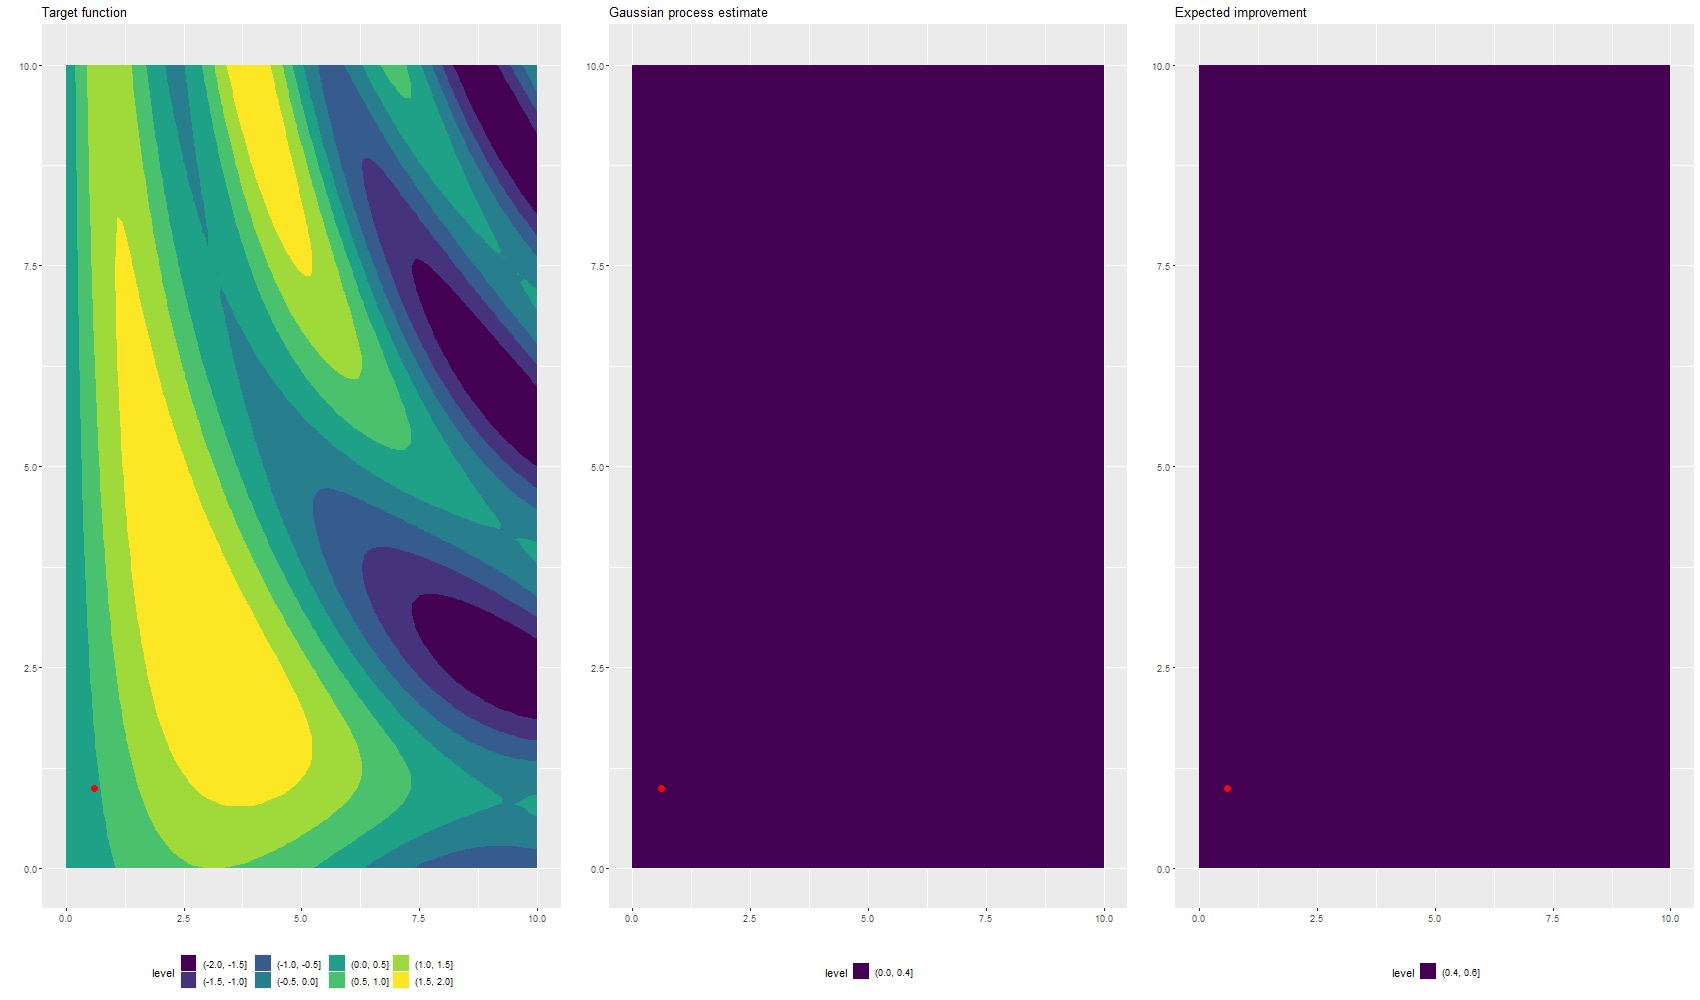 Target function
10.0
7.5
5.0
2.5
0.0
0.0 2.5 5.0 7.5 10.0
level (-2.0, -1.5] (-1.0, -0.5] (0.0, 0.5] (1.0, 1.5]
(-1.5, -1.0] (-0.5, 0.0] (0.5, 1.0] (1.5, 2.0]
Gaussian process estimate
10.0
7.5
5.0
2.5
0.0
0.0 2.5 5.0 7.5 10.0
level (0.0, 0.4]
Expected improvement
10.0
7.5
5.0
2.5
0.0
0.0 2.5 5.0 7.5 10.0
level (0.4, 0.6]